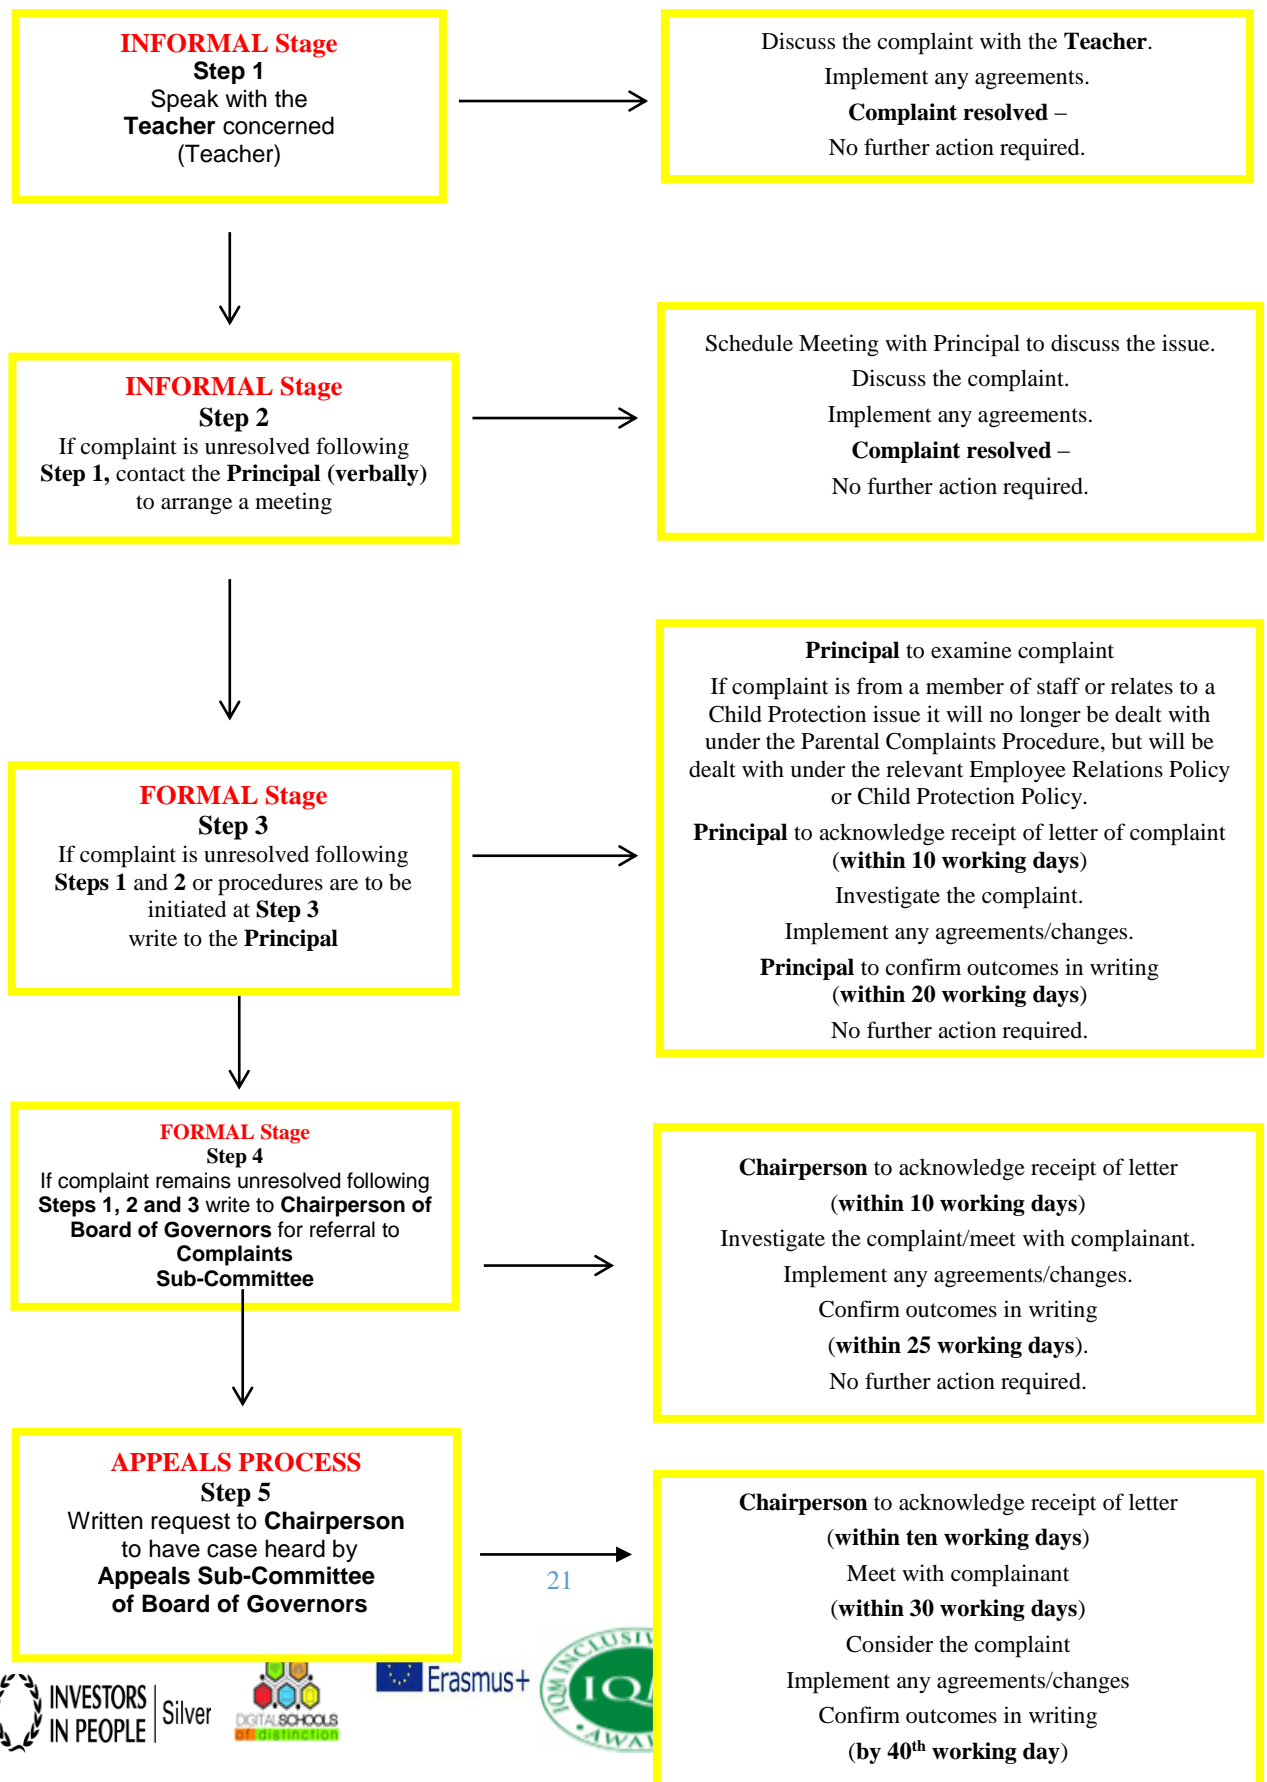 INFORMAL Stage
Step 1
Speak with the
Teacher concerned
(Teacher)
Discuss the complaint with the Teacher.
Implement any agreements.
Complaint resolved –
No further action required.
INFORMAL Stage
Step 2
If complaint is unresolved following
Step 1, contact the Principal (verbally)
to arrange a meeting
Schedule Meeting with Principal to discuss the issue.
Discuss the complaint.
Implement any agreements.
Complaint resolved –
No further action required.
FORMAL Stage
Step 3
If complaint is unresolved following
Steps 1 and 2 or procedures are to be
initiated at Step 3
write to the Principal
Principal to examine complaint
If complaint is from a member of staff or relates to a
Child Protection issue it will no longer be dealt with
under the Parental Complaints Procedure, but will be
dealt with under the relevant Employee Relations Policy
or Child Protection Policy.
Principal to acknowledge receipt of letter of complaint
(within 10 working days)
Investigate the complaint.
Implement any agreements/changes.
Principal to confirm outcomes in writing
(within 20 working days)
No further action required.
FORMAL Stage
Step 4
If complaint remains unresolved following
Steps 1, 2 and 3 write to Chairperson of
Board of Governors for referral to
Complaints
Sub-Committee
Chairperson to acknowledge receipt of letter
(within 10 working days)
Investigate the complaint/meet with complainant.
Implement any agreements/changes.
Confirm outcomes in writing
(within 25 working days).
No further action required.
APPEALS PROCESS
Step 5
Written request to Chairperson
to have case heard by
Appeals Sub-Committee
of Board of Governors
Chairperson to acknowledge receipt of letter
(within ten working days)
Meet with complainant
(within 30 working days)
Consider the complaint
Implement any agreements/changes
Confirm outcomes in writing
(by 40th working day)
21
INVESTORS
IN PEOPLE
Silver
DIGITAL SCHOOLS
of distinction
Erasmus+
IQM